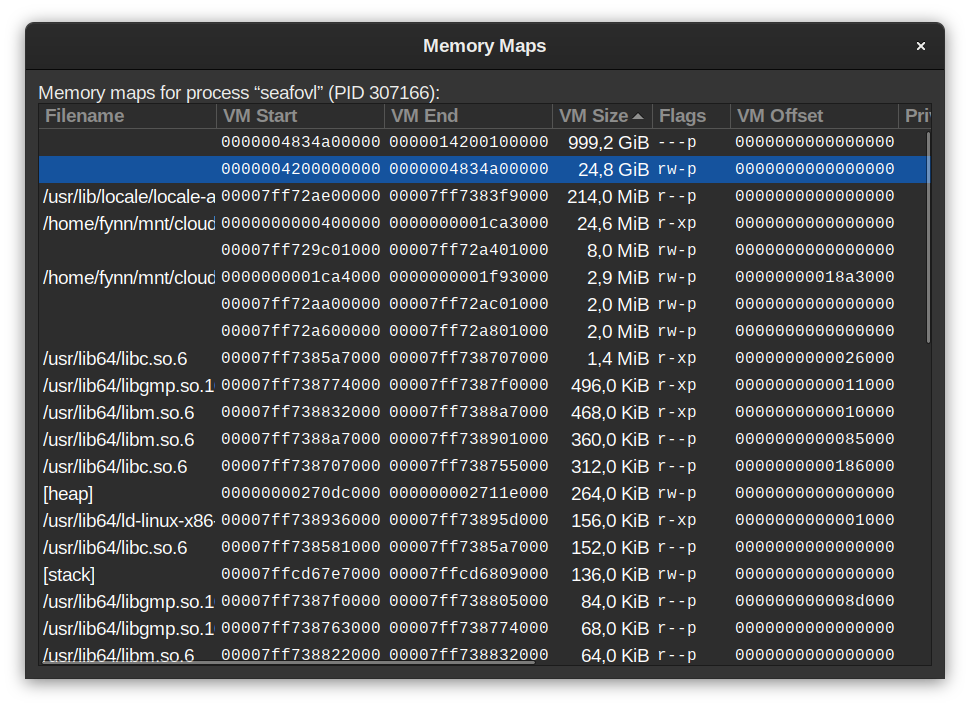 Memory Maps
Memory maps for process “seafovl” (PID 307166):
Filename VM Start VM End VM Size Flags VM Offset Pri
0000004834a00000 0000014200100000 999,2 GiB ---p 0000000000000000
0000004200000000 0000004834a00000 24,8 GiB rw-p 0000000000000000
/usr/lib/locale/locale-a 00007ff72ae00000 00007ff7383f9000 214,0 MiB r--p 0000000000000000
/home/fynn/mnt/cloud 0000000000400000 0000000001ca3000 24,6 MiB r-xp 0000000000000000
00007ff729c01000 00007ff72a401000 8,0 MiB rw-p 0000000000000000
/home/fynn/mnt/cloud 0000000001ca4000 0000000001f93000 2,9 MiB rw-p 00000000018a3000
00007ff72aa00000 00007ff72ac01000 2,0 MiB rw-p 0000000000000000
00007ff72a600000 00007ff72a801000 2,0 MiB rw-p 0000000000000000
/usr/lib64/libc.so.6 00007ff7385a7000 00007ff738707000 1,4 MiB r-xp 0000000000026000
/usr/lib64/libgmp.so.1 00007ff738774000 00007ff7387f0000 496,0 KiB r-xp 0000000000011000
/usr/lib64/libm.so.6 00007ff738832000 00007ff7388a7000 468,0 KiB r-xp 0000000000010000
/usr/lib64/libm.so.6 00007ff7388a7000 00007ff738901000 360,0 KiB r--p 0000000000085000
/usr/lib64/libc.so.6 00007ff738707000 00007ff738755000 312,0 KiB r--p 0000000000186000
[heap] 00000000270dc000 000000002711e000 264,0 KiB rw-p 0000000000000000
/usr/lib64/ld-linux-x86- 00007ff738936000 00007ff73895d000 156,0 KiB r-xp 0000000000001000
/usr/lib64/libc.so.6 00007ff738581000 00007ff7385a7000 152,0 KiB r--p 0000000000000000
[stack] 00007ffcd67e7000 00007ffcd6809000 136,0 KiB rw-p 0000000000000000
/usr/lib64/libgmp.so.1 00007ff7387f0000 00007ff738805000 84,0 KiB r--p 000000000008d000
/usr/lib64/libgmp.so.1 00007ff738763000 00007ff738774000 68,0 KiB r--p 0000000000000000
/usr/lib64/libm.so.6 00007ff738822000 00007ff738832000 64,0 KiB r--p 0000000000000000